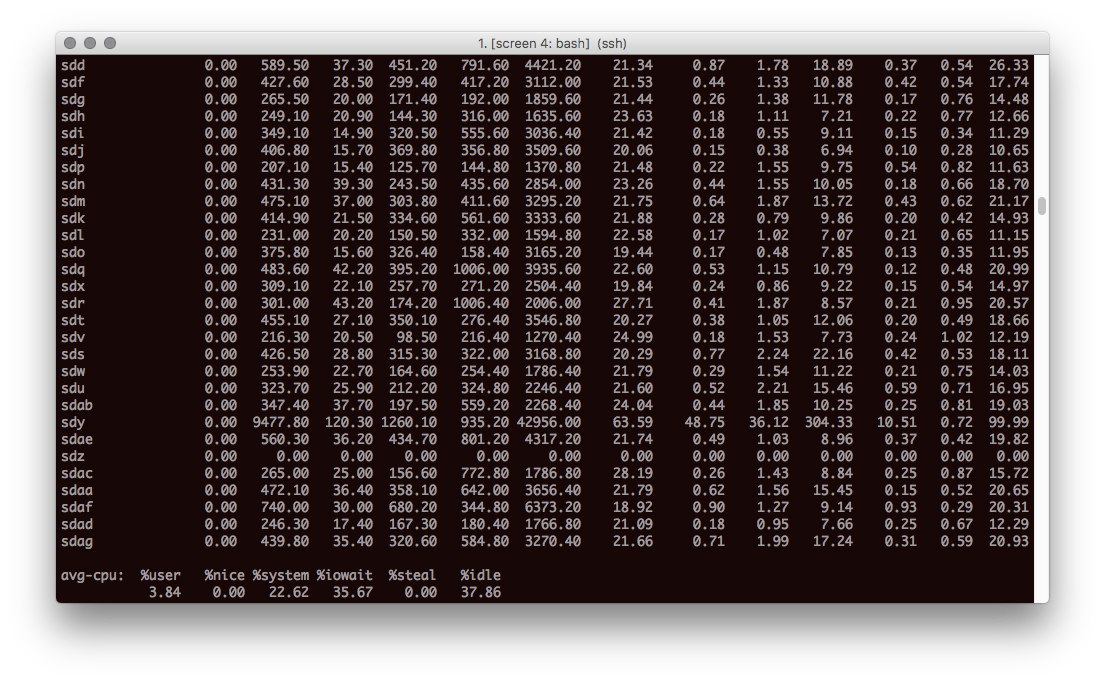 1. [screen 4: bash] (ssh)
sdd 0.00 589.50 37.30 451.20 791.60 4421.20 21.34 0.87 1.78 18.89 0.37 0.54 26.33
sdf 0.00 427.60 28.50 299.40 417.20 3112.00 21.53 0.44 1.33 10.88 0.42 0.54 17.74
sdg 0.00 265.50 20.00 171.40 192.00 1859.60 21.44 0.26 1.38 11.78 0.17 0.76 14.48
sdh 0.00 249.10 20.90 144.30 316.00 1635.60 23.63 0.18 1.11 7.21 0.22 0.77 12.66
sdi 0.00 349.10 14.90 320.50 555.60 3036.40 21.42 0.18 0.55 9.11 0.15 0.34 11.29
sdj 0.00 406.80 15.70 369.80 356.80 3509.60 20.06 0.15 0.38 6.94 0.10 0.28 10.65
sdp 0.00 207.10 15.40 125.70 144.80 1370.80 21.48 0.22 1.55 9.75 0.54 0.82 11.63
sdn 0.00 431.30 39.30 243.50 435.60 2854.00 23.26 0.44 1.55 10.05 0.18 0.66 18.70
sdm 0.00 475.10 37.00 303.80 411.60 3295.20 21.75 0.64 1.87 13.72 0.43 0.62 21.17
sdk 0.00 414.90 21.50 334.60 561.60 3333.60 21.88 0.28 0.79 9.86 0.20 0.42 14.93
sdl 0.00 231.00 20.20 150.50 332.00 1594.80 22.58 0.17 1.02 7.07 0.21 0.65 11.15
sdo 0.00 375.80 15.60 326.40 158.40 3165.20 19.44 0.17 0.48 7.85 0.13 0.35 11.95
sdq 0.00 483.60 42.20 395.20 1006.00 3935.60 22.60 0.53 1.15 10.79 0.12 0.48 20.99
sdx 0.00 309.10 22.10 257.70 271.20 2504.40 19.84 0.24 0.86 9.22 0.15 0.54 14.97
sdr 0.00 301.00 43.20 174.20 1006.40 2006.00 27.71 0.41 1.87 8.57 0.21 0.95 20.57
sdt 0.00 455.10 27.10 350.10 276.40 3546.80 20.27 0.38 1.05 12.06 0.20 0.49 18.66
sdv 0.00 216.30 20.50 98.50 216.40 1270.40 24.99 0.18 1.53 7.73 0.24 1.02 12.19
sds 0.00 426.50 28.80 315.30 322.00 3168.80 20.29 0.77 2.24 22.16 0.42 0.53 18.11
sdw 0.00 253.90 22.70 164.60 254.40 1786.40 21.79 0.29 1.54 11.22 0.21 0.75 14.03
sdu 0.00 323.70 25.90 212.20 324.80 2246.40 21.60 0.52 2.21 15.46 0.59 0.71 16.95
sdab 0.00 347.40 37.70 197.50 559.20 2268.40 24.04 0.44 1.85 10.25 0.25 0.81 19.03
sdy 0.00 9477.80 120.30 1260.10 935.20 42956.00 63.59 48.75 36.12 304.33 10.51 0.72 99.99
sdae 0.00 560.30 36.20 434.70 801.20 4317.20 21.74 0.49 1.03 8.96 0.37 0.42 19.82
sdz 0.00 0.00 0.00 0.00 0.00 0.00 0.00 0.00 0.00 0.00 0.00 0.00 0.00
sdac 0.00 265.00 25.00 156.60 772.80 1786.80 28.19 0.26 1.43 8.84 0.25 0.87 15.72
sdaa 0.00 472.10 36.40 358.10 642.00 3656.40 21.79 0.62 1.56 15.45 0.15 0.52 20.65
sdaf 0.00 740.00 30.00 680.20 344.80 6373.20 18.92 0.90 1.27 9.14 0.93 0.29 20.31
sdad 0.00 246.30 17.40 167.30 180.40 1766.80 21.09 0.18 0.95 7.66 0.25 0.67 12.29
sdag 0.00 439.80 35.40 320.60 584.80 3270.40 21.66 0.71 1.99 17.24 0.31 0.59 20.93
avg-cpu: %user %nice %system %iowait %steal %idle
3.84 0.00 22.62 35.67 0.00 37.86